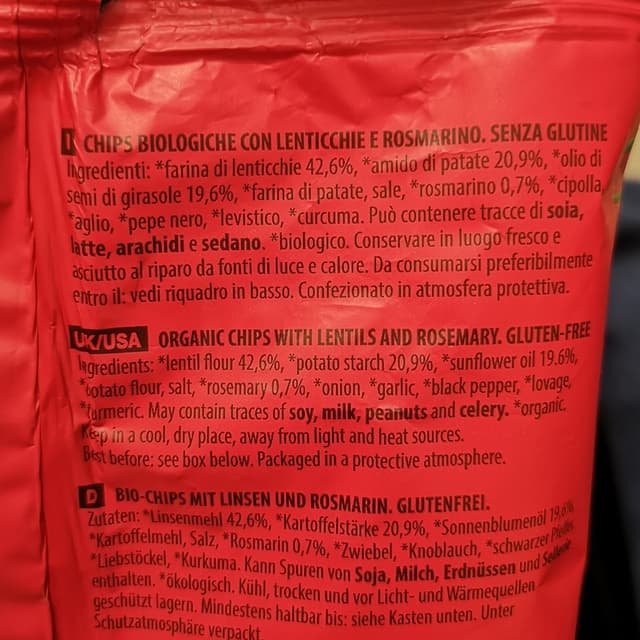 I CHIPS BIOLOGICHE CON LENTICCHIE E ROSMARINO. SENZA GLUTINE
Ingredienti: *farina di lenticchie 42,6%, *amido di patate 20,9%, *olio di
semi di girasole 19,6%, *farina di patate, sale, *rosmarino 0,7%, *cipolla,
*aglio, *pepe nero, *levistico, *curcuma. Può contenere tracce di soia,
latte, arachidi e sedano. *biologico. Conservare in luogo fresco e
asciutto al riparo da fonti di luce e calore. Da consumarsi preferibilmente
entro il: vedi riquadro in basso. Confezionato in atmosfera protettiva.
UK/USA ORGANIC CHIPS WITH LENTILS AND ROSEMARY. GLUTEN-FREE
Ingredients: *lentil flour 42,6%, *potato starch 20,9%, *sunflower oil 19.6%,
*potato flour, salt, *rosemary 0,7%, *onion, *garlic, *black pepper, *lovage,
*turmeric. May contain traces of soy, milk, peanuts and celery. *organic.
Keep in a cool, dry place, away from light and heat sources.
Best before: see box below. Packaged in a protective atmosphere.
D BIO-CHIPS MIT LINSEN UND ROSMARIN. GLUTENFREI.
Zutaten: *Linsenmehl 42,6%, *Kartoffelstärke 20,9%, *Sonnenblumenöl 19,6%,
*Kartoffelmehl, Salz, *Rosmarin 0,7%, *Zwiebel, *Knoblauch, *schwarzer Pfeffer,
*Liebstöckel, *Kurkuma. Kann Spuren von Soja, Milch, Erdnüssen und Sellerie
enthalten. *ökologisch. Kühl, trocken und vor Licht- und Wärmequellen
geschützt lagern. Mindestens haltbar bis: siehe Kasten unten. Unter
Schutzatmosphäre verpackt.